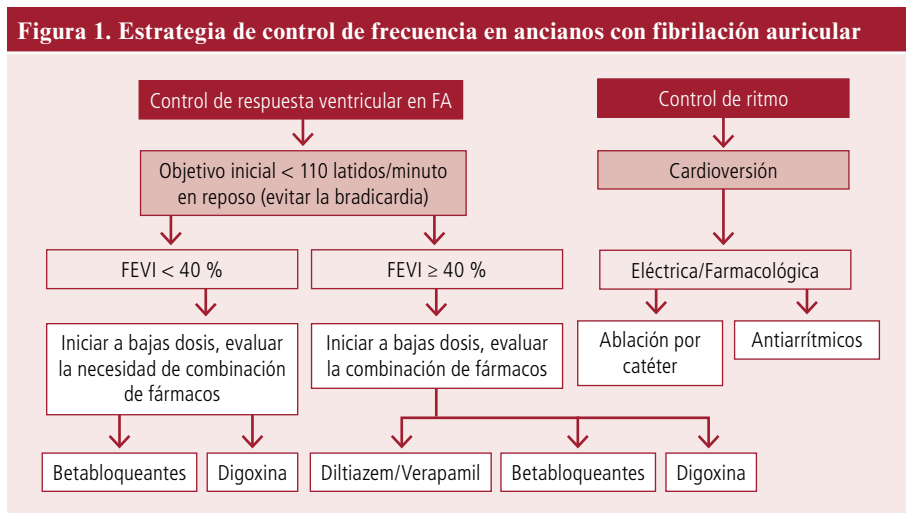 Figura 1. Estrategia de control de frecuencia en ancianos con fibrilación auricular
Control de respuesta ventricular en FA
Objetivo inicial < 110 latidos/minuto
en reposo (evitar la bradicardia)
FEVI < 40 %
FEVI ≥ 40 %
Iniciar a bajas dosis, evaluar
la necesidad de combinación
de fármacos
Iniciar a bajas dosis, evaluar
la combinación de fármacos
Betabloqueantes
Digoxina
Diltiazem/Verapamil
Betabloqueantes
Digoxina
Control de ritmo
Cardioversión
Eléctrica/Farmacológica
Ablación por
catéter
Antiarrítmicos